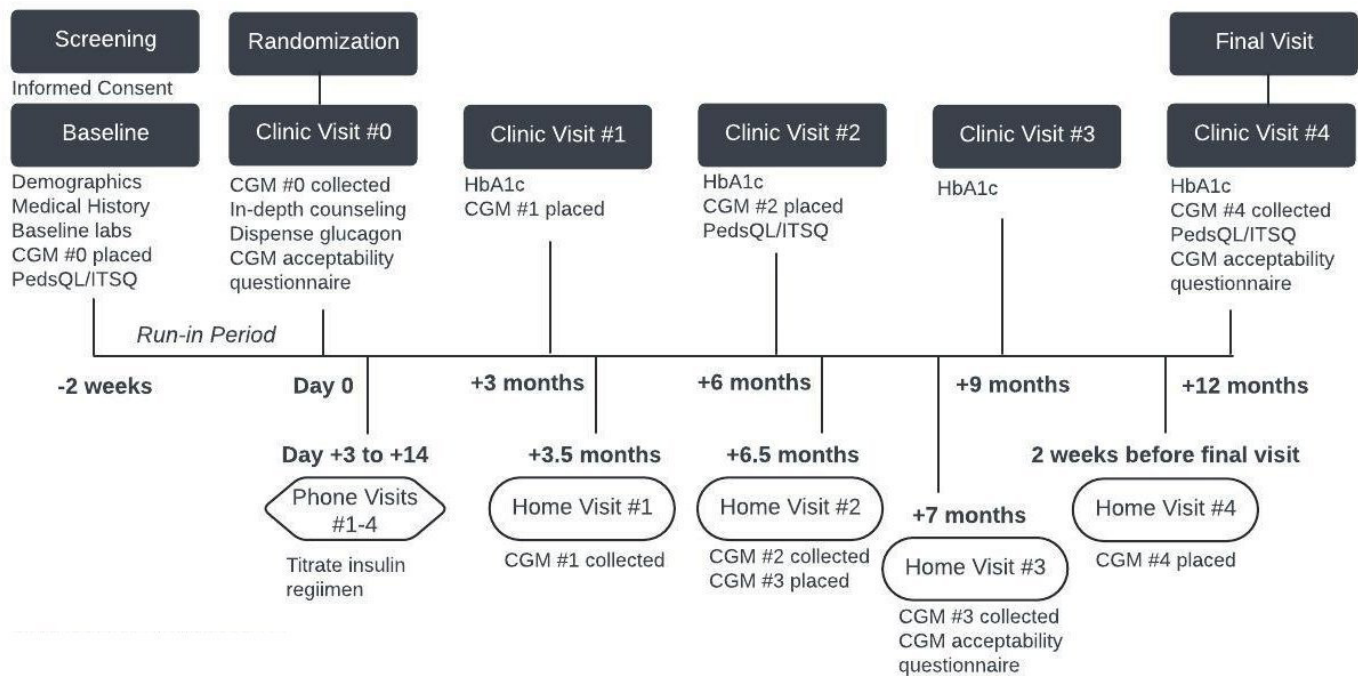 Screening
Informed Consent
Baseline
Demographics
Medical History
Baseline labs
CGM #0 placed
PedsQL/ITSQ
Randomization
Clinic Visit #0
CGM #0 collected
In-depth counseling
Dispense glucagon
CGM acceptability
questionnaire
Clinic Visit #1
HbA1c
CGM #1 placed
Clinic Visit #2
HbA1c
CGM #2 placed
PedsQL/ITSQ
Clinic Visit #3
HbA1c
Final Visit
Clinic Visit #4
HbA1c
CGM #4 collected
PedsQL/ITSQ
CGM acceptability
questionnaire
Run-in Period
-2 weeks
Day 0
+3 months
+6 months
+9 months
+12 months
Day +3 to +14
Phone Visits
#1-4
Titrate insulin
regiimen
+3.5 months
Home Visit #1
CGM #1 collected
+6.5 months
Home Visit #2
CGM #2 collected
CGM #3 placed
+7 months
Home Visit #3
CGM #3 collected
CGM acceptability
questionnaire
2 weeks before final visit
Home Visit #4
CGM #4 placed